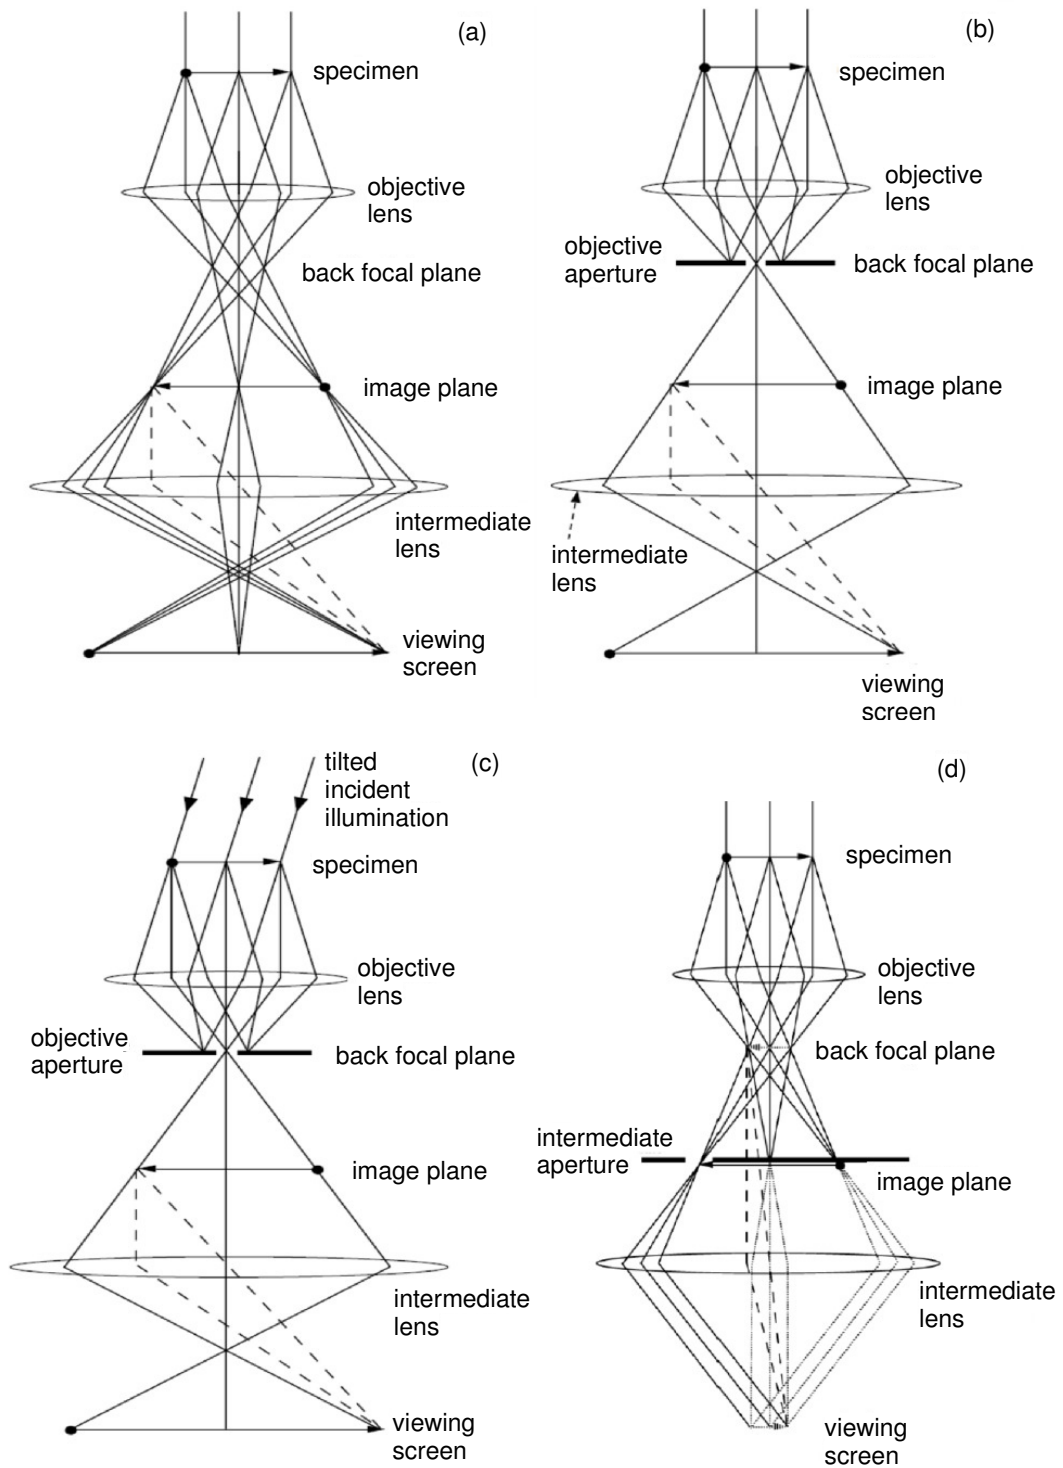 (a)
specimen
objective
lens
back focal plane
image plane
intermediate
lens
viewing
screen
(b)
specimen
objective
lens
objective
aperture
back focal plane
image plane
intermediate
lens
viewing
screen
(c)
tilted
incident
illumination
specimen
objective
lens
objective
aperture
back focal plane
image plane
intermediate
lens
viewing
screen
(d)
specimen
objective
lens
back focal plane
intermediate
aperture
image plane
intermediate
lens
viewing
screen